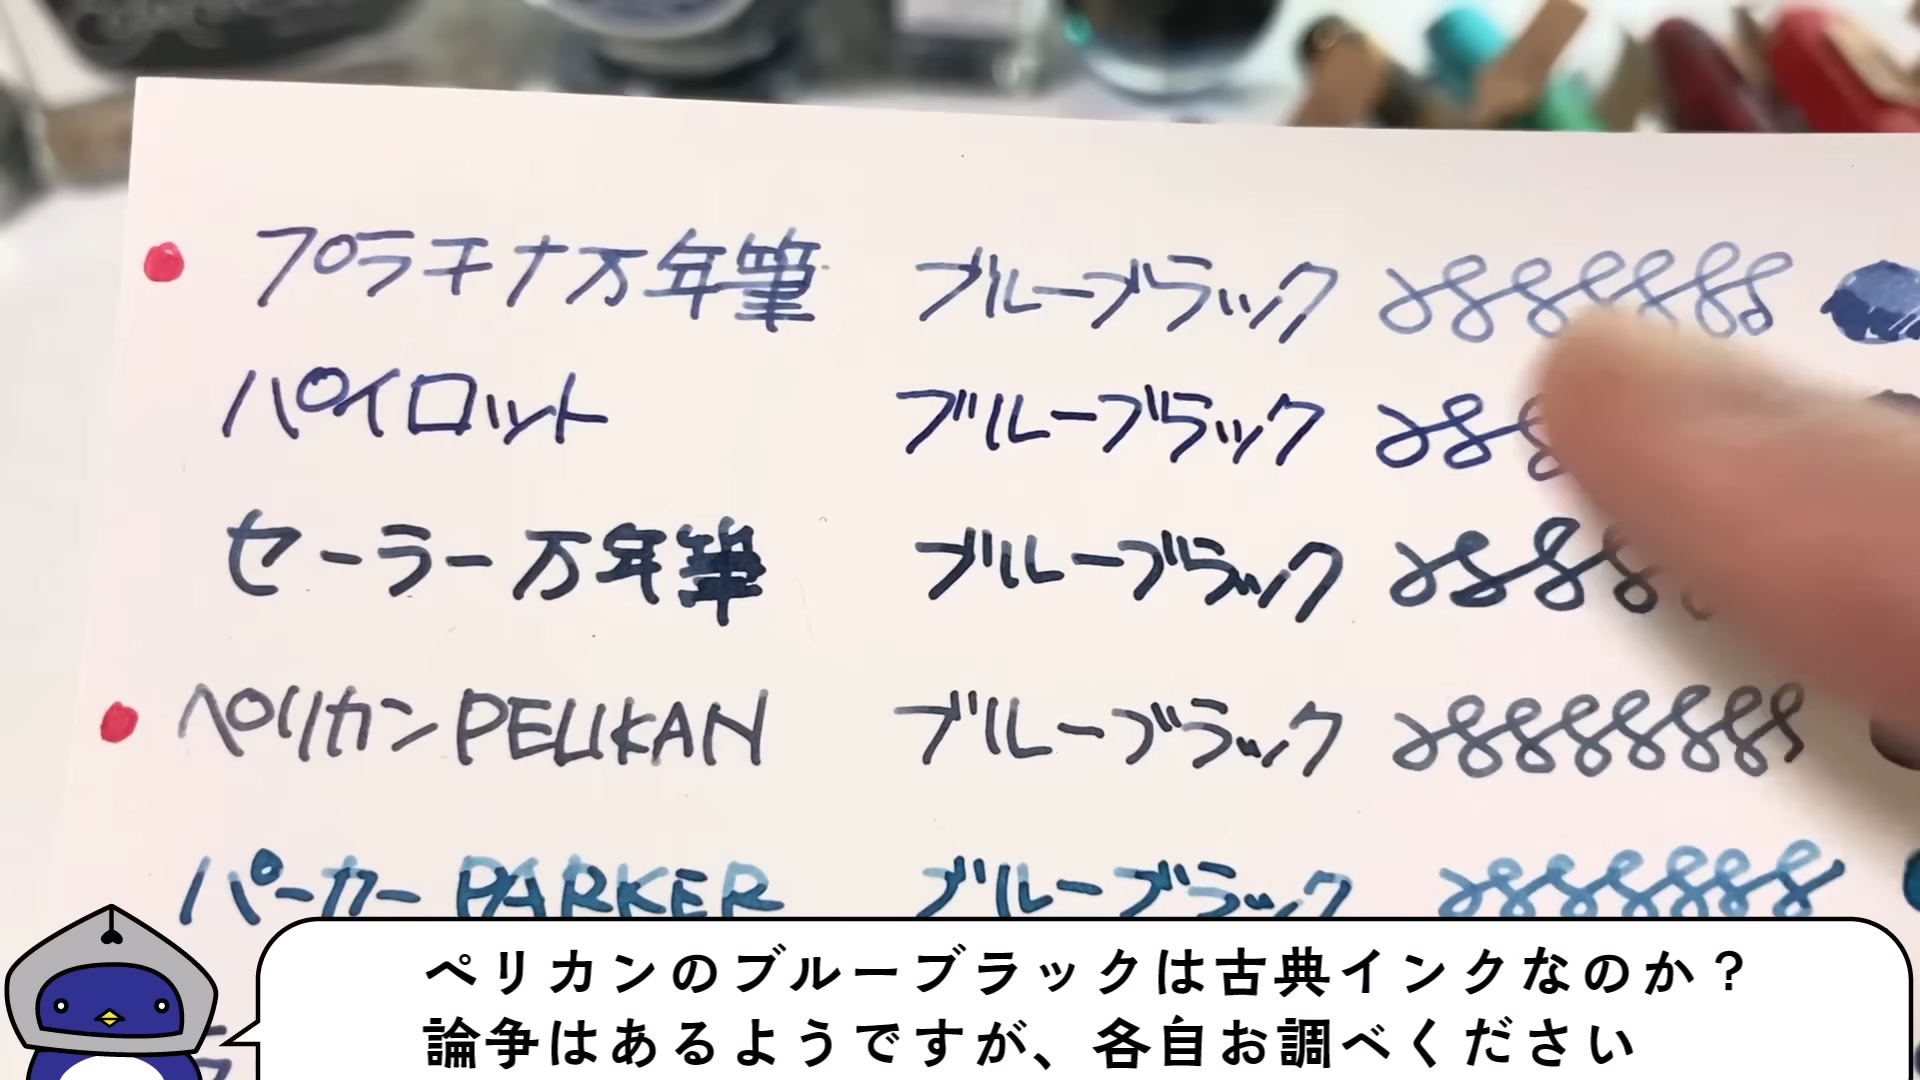 プラチナ万年筆 ブルーブラック
パイロット ブルーブラック
セーラー万年筆 ブルーブラック
ペリカン PELIKAN ブルーブラック
パーカー PARKER ブルーブラック
ペリカンのブルーブラックは古典インクなのか？
論争はあるようですが、各自お調べください